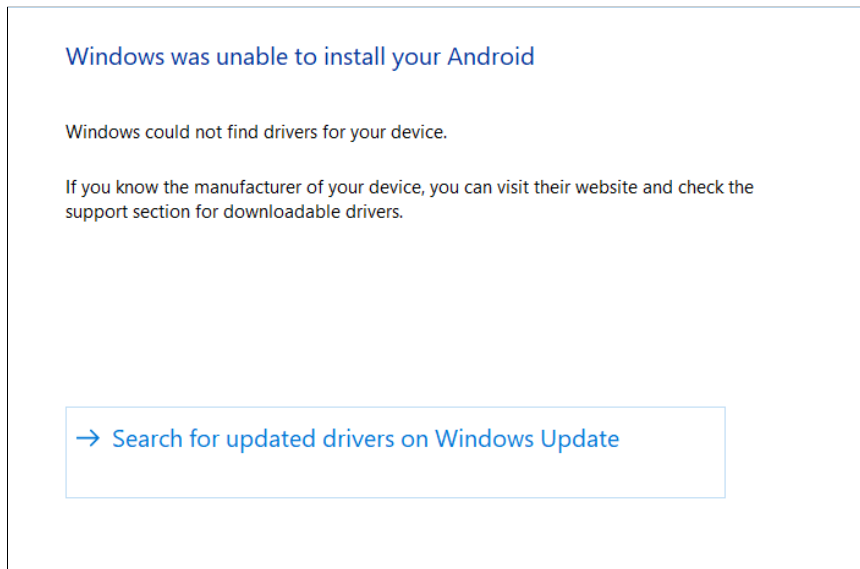 Windows was unable to install your Android
Windows could not find drivers for your device.
If you know the manufacturer of your device, you can visit their website and check the
support section for downloadable drivers.
→ Search for updated drivers on Windows Update